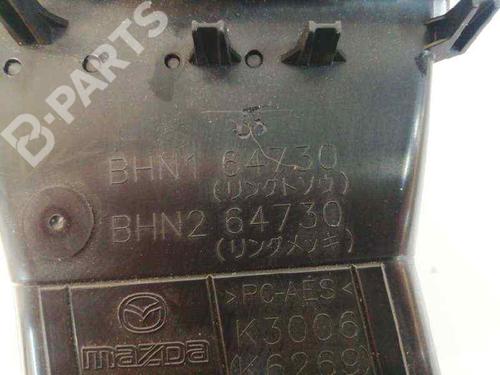 B-PARTS
BHN1 64730
(リングトソウ)
BHN2 64730
(リングメッキ)
>PC-AES<
K3006
mazda
(K6269)